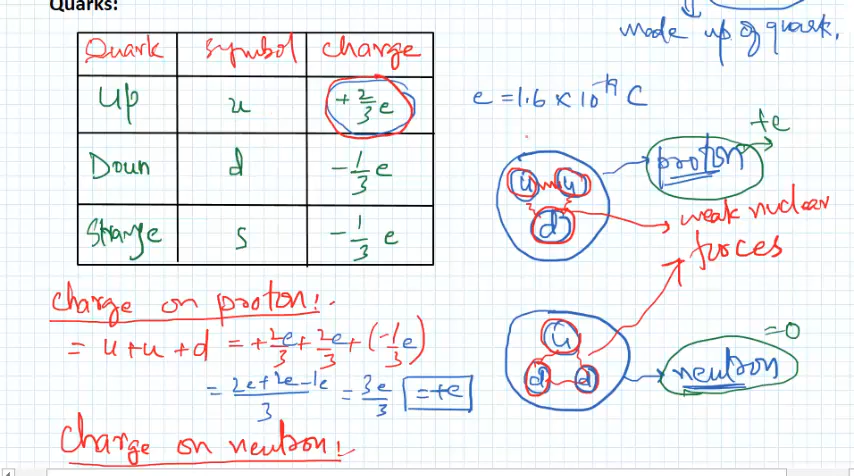 Quarks:
made up of quark.
Quark symbol charge
Up u +2/3 e
Down d -1/3 e
Strange s -1/3 e
e = 1.6 × 10⁻¹⁹ C
+e
proton
u u
d
weak nuclear
forces
charge on proton:
= u + u + d = +2e/3 + 2e/3 + (-1/3 e)
= 2e+2e-1e/3 = 3e/3 = +e
= 0
u
d d
neutron
Charge on neutron: